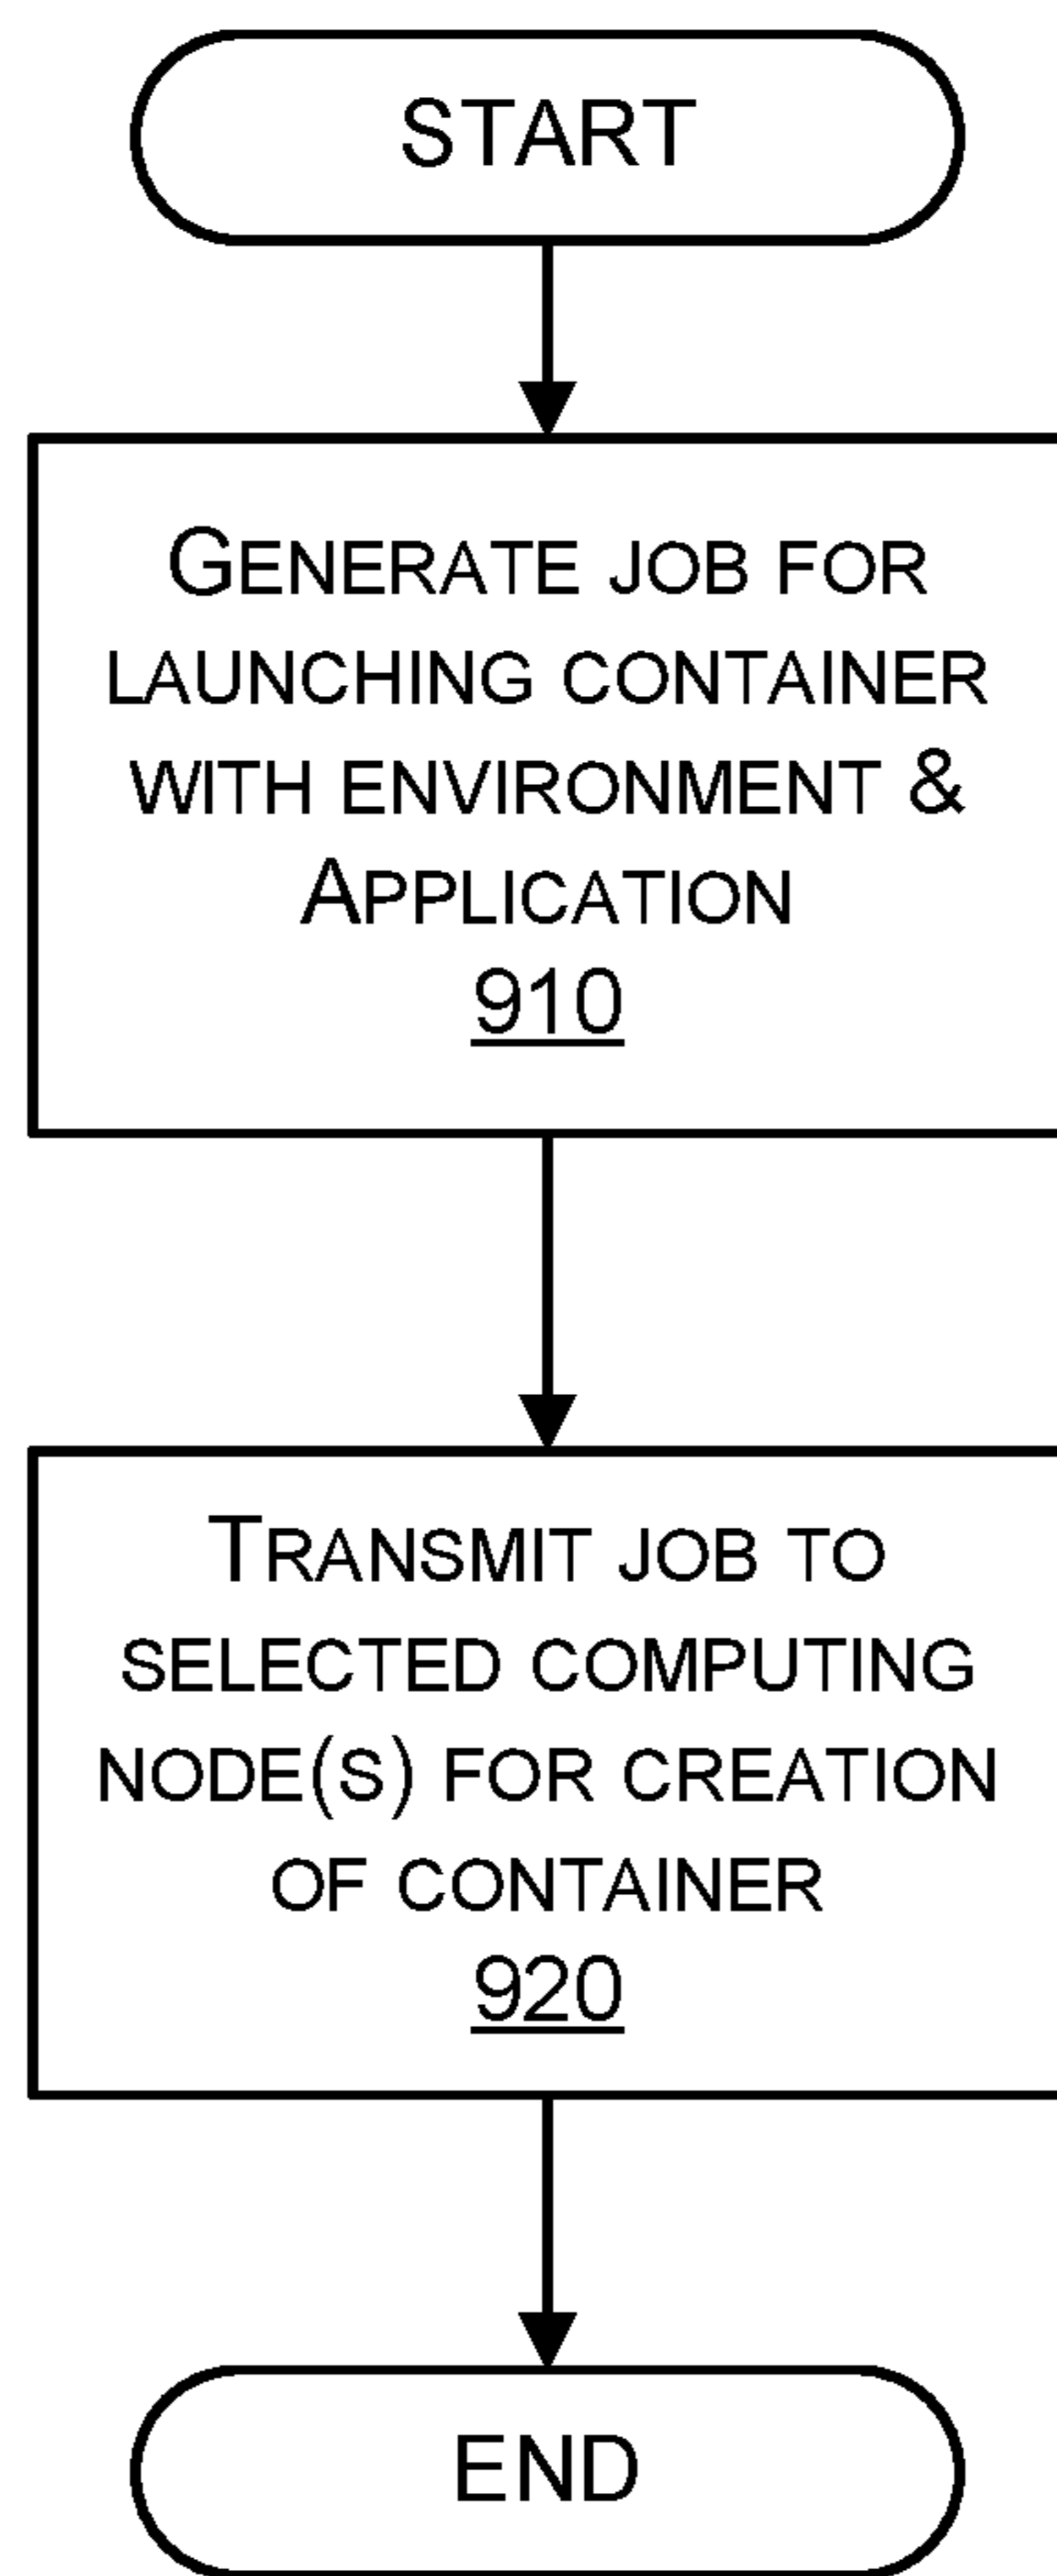 START
GENERATE JOB FOR
LAUNCHING CONTAINER
WITH ENVIRONMENT &
APPLICATION
910
TRANSMIT JOB TO
SELECTED COMPUTING
NODE(S) FOR CREATION
OF CONTAINER
920
END